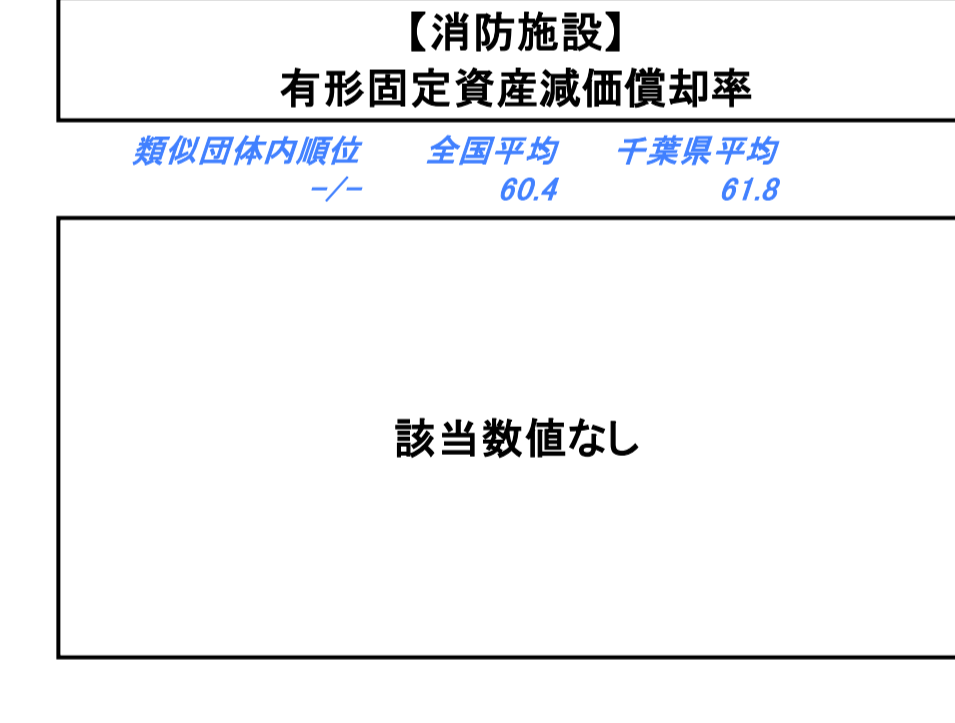 【消防施設】
有形固定資産減価償却率
類似団体内順位 全国平均 千葉県平均
-/- 60.4 61.8
該当数値なし